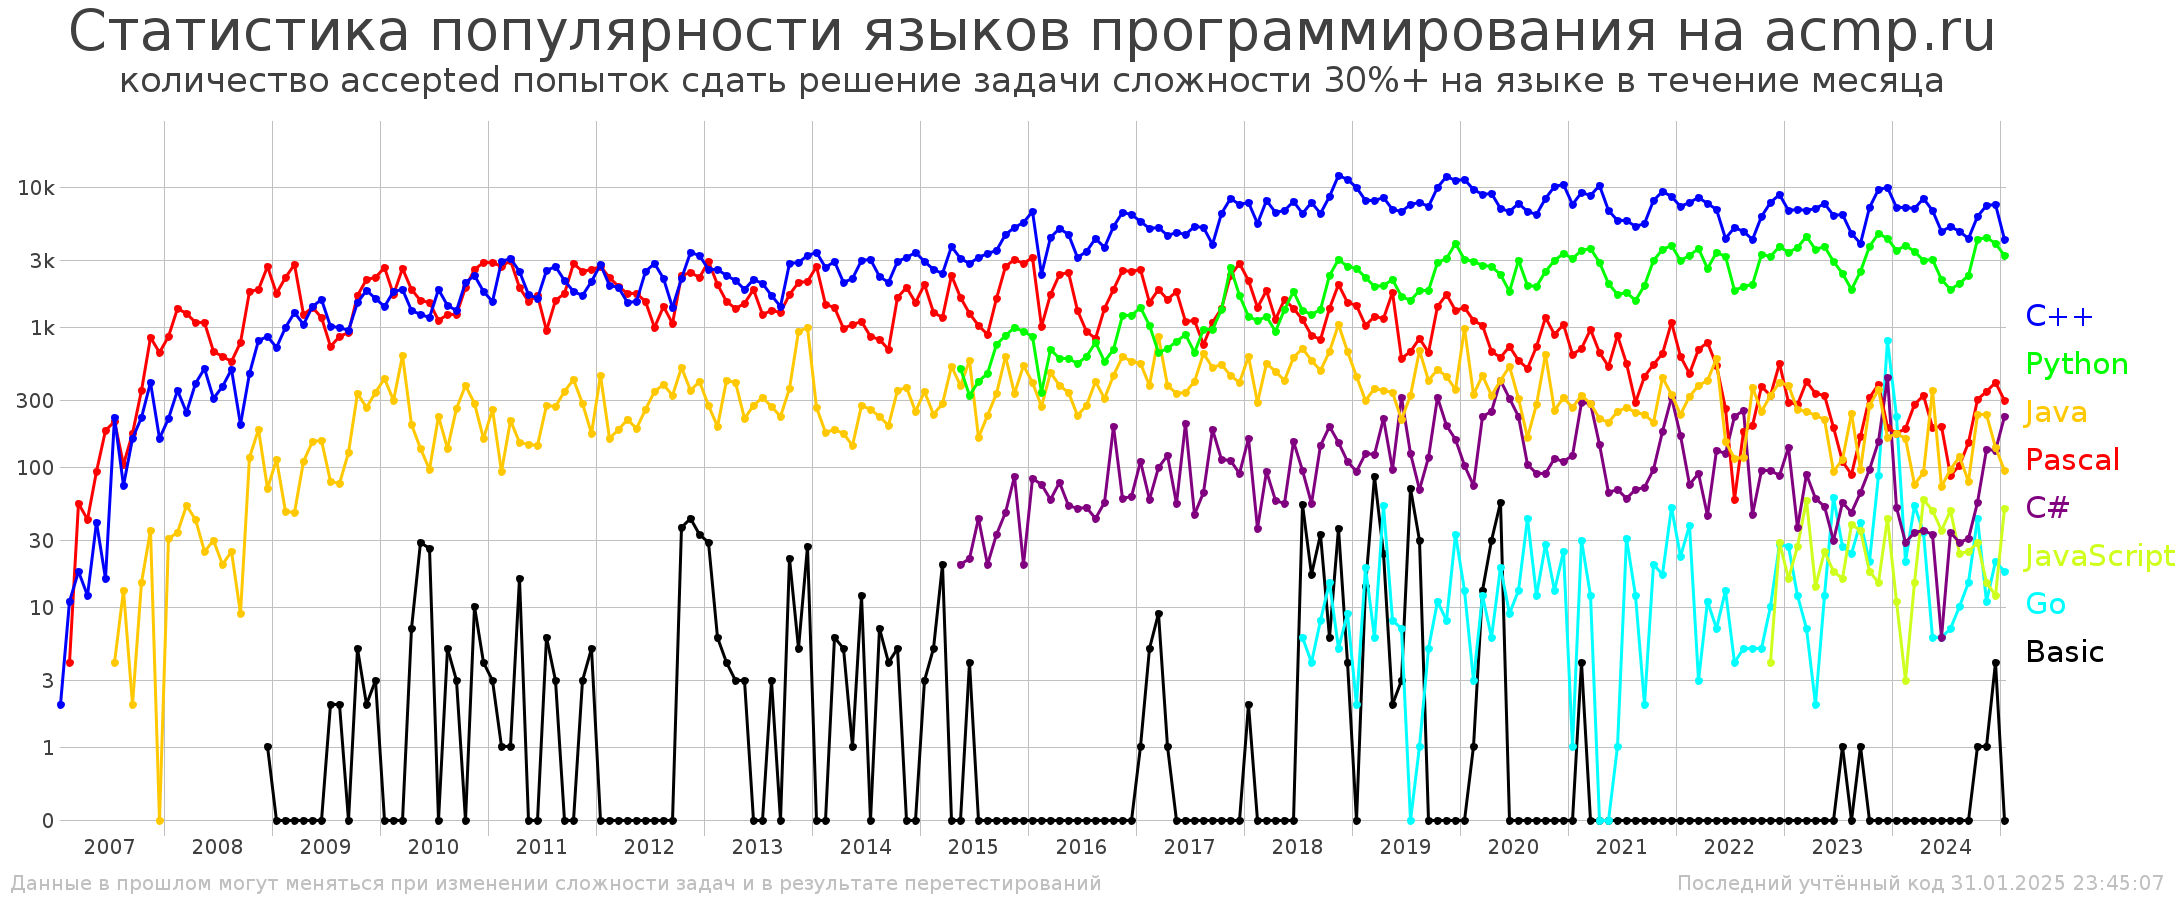 Статистика популярности языков программирования на acmp.ru
количество accepted попыток сдать решение задачи сложности 30%+ на языке в течение месяца
10k
3k
1k
300
100
30
10
3
1
0
C++
Python
Java
Pascal
C#
JavaScript
Go
Basic
2007 2008 2009 2010 2011 2012 2013 2014 2015 2016 2017 2018 2019 2020 2021 2022 2023 2024
Данные в прошлом могут меняться при изменении сложности задач и в результате перетестирований
Последний учтённый код 31.01.2025 23:45:07